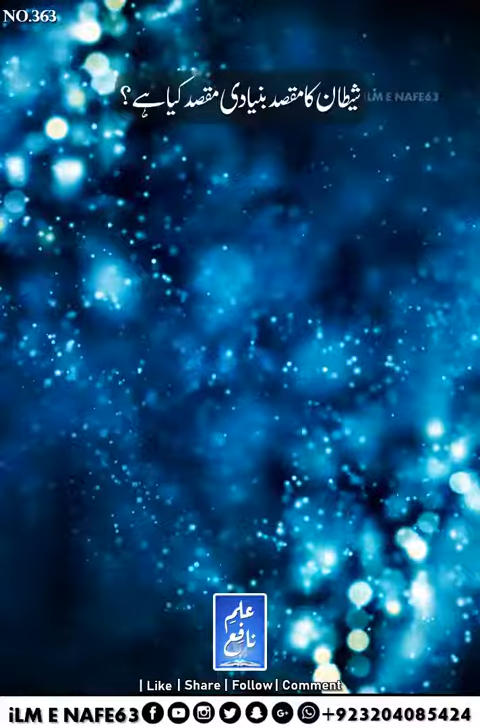 NO.363
شیطان کا مقصد بنیادی مقصد کیا ہے؟
iLM E NAFE63
علمِ
نافع
| Like | Share | Follow | Comment
iLM E NAFE63 +923204085424